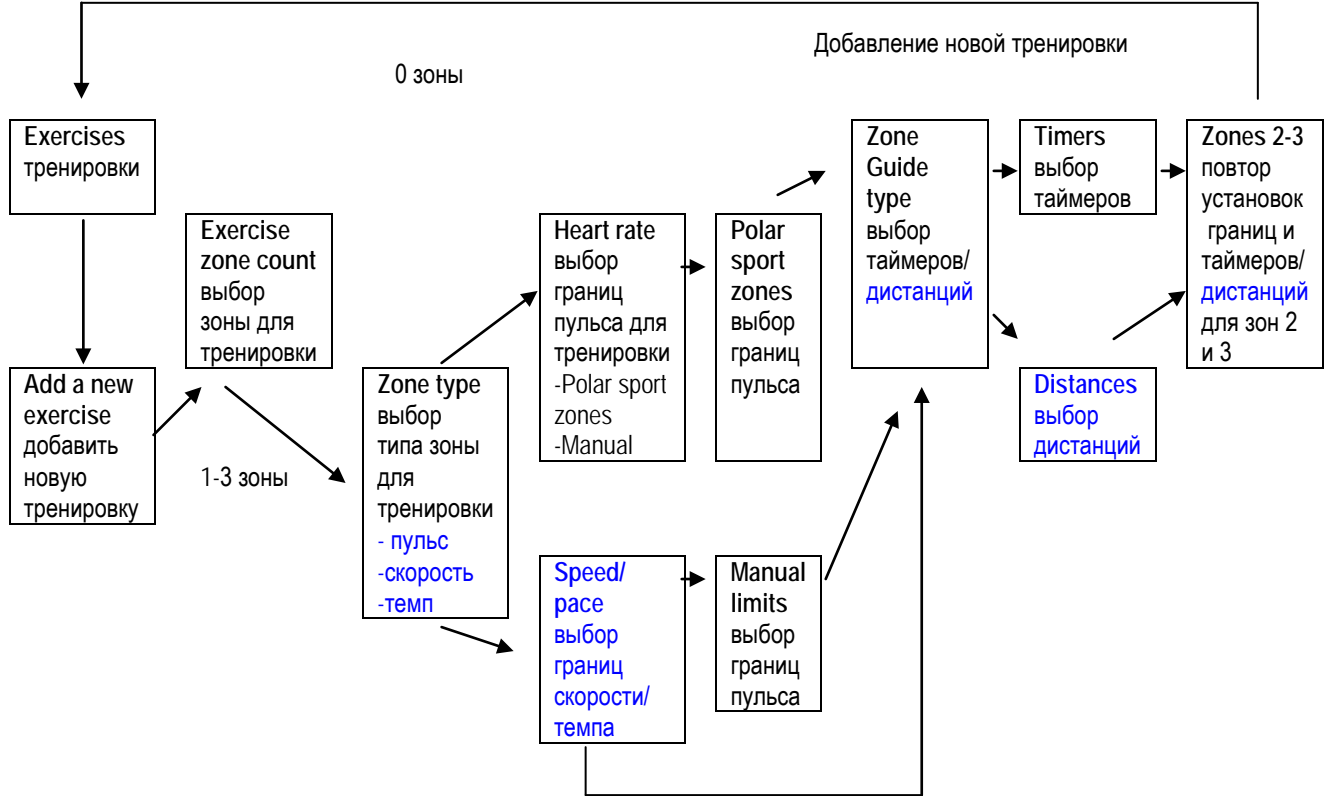 Добавление новой тренировки
0 зоны
Exercises
тренировки
Add a new
exercise
добавить
новую
тренировку
Exercise
zone count
выбор
зоны для
тренировки
1-3 зоны
Zone type
выбор
типа зоны
для
тренировки
- пульс
-скорость
-темп
Heart rate
выбор
границ
пульса для
тренировки
-Polar sport
zones
-Manual
Polar
sport
zones
выбор
границ
пульса
Speed/
pace
выбор
границ
скорости/
темпа
Manual
limits
выбор
границ
пульса
Zone
Guide
type
выбор
таймеров/
дистанций
Timers
выбор
таймеров
Distances
выбор
дистанций
Zones 2-3
повтор
установок
границ и
таймеров/
дистанций
для зон 2
и 3